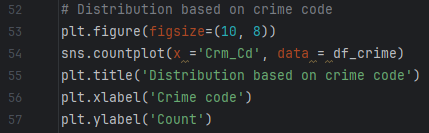 52 # Distribution based on crime code
53 plt.figure(figsize=(10, 8))
54 sns.countplot(x ='Crm_Cd', data = df_crime)
55 plt.title('Distribution based on crime code')
56 plt.xlabel('Crime code')
57 plt.ylabel('Count')